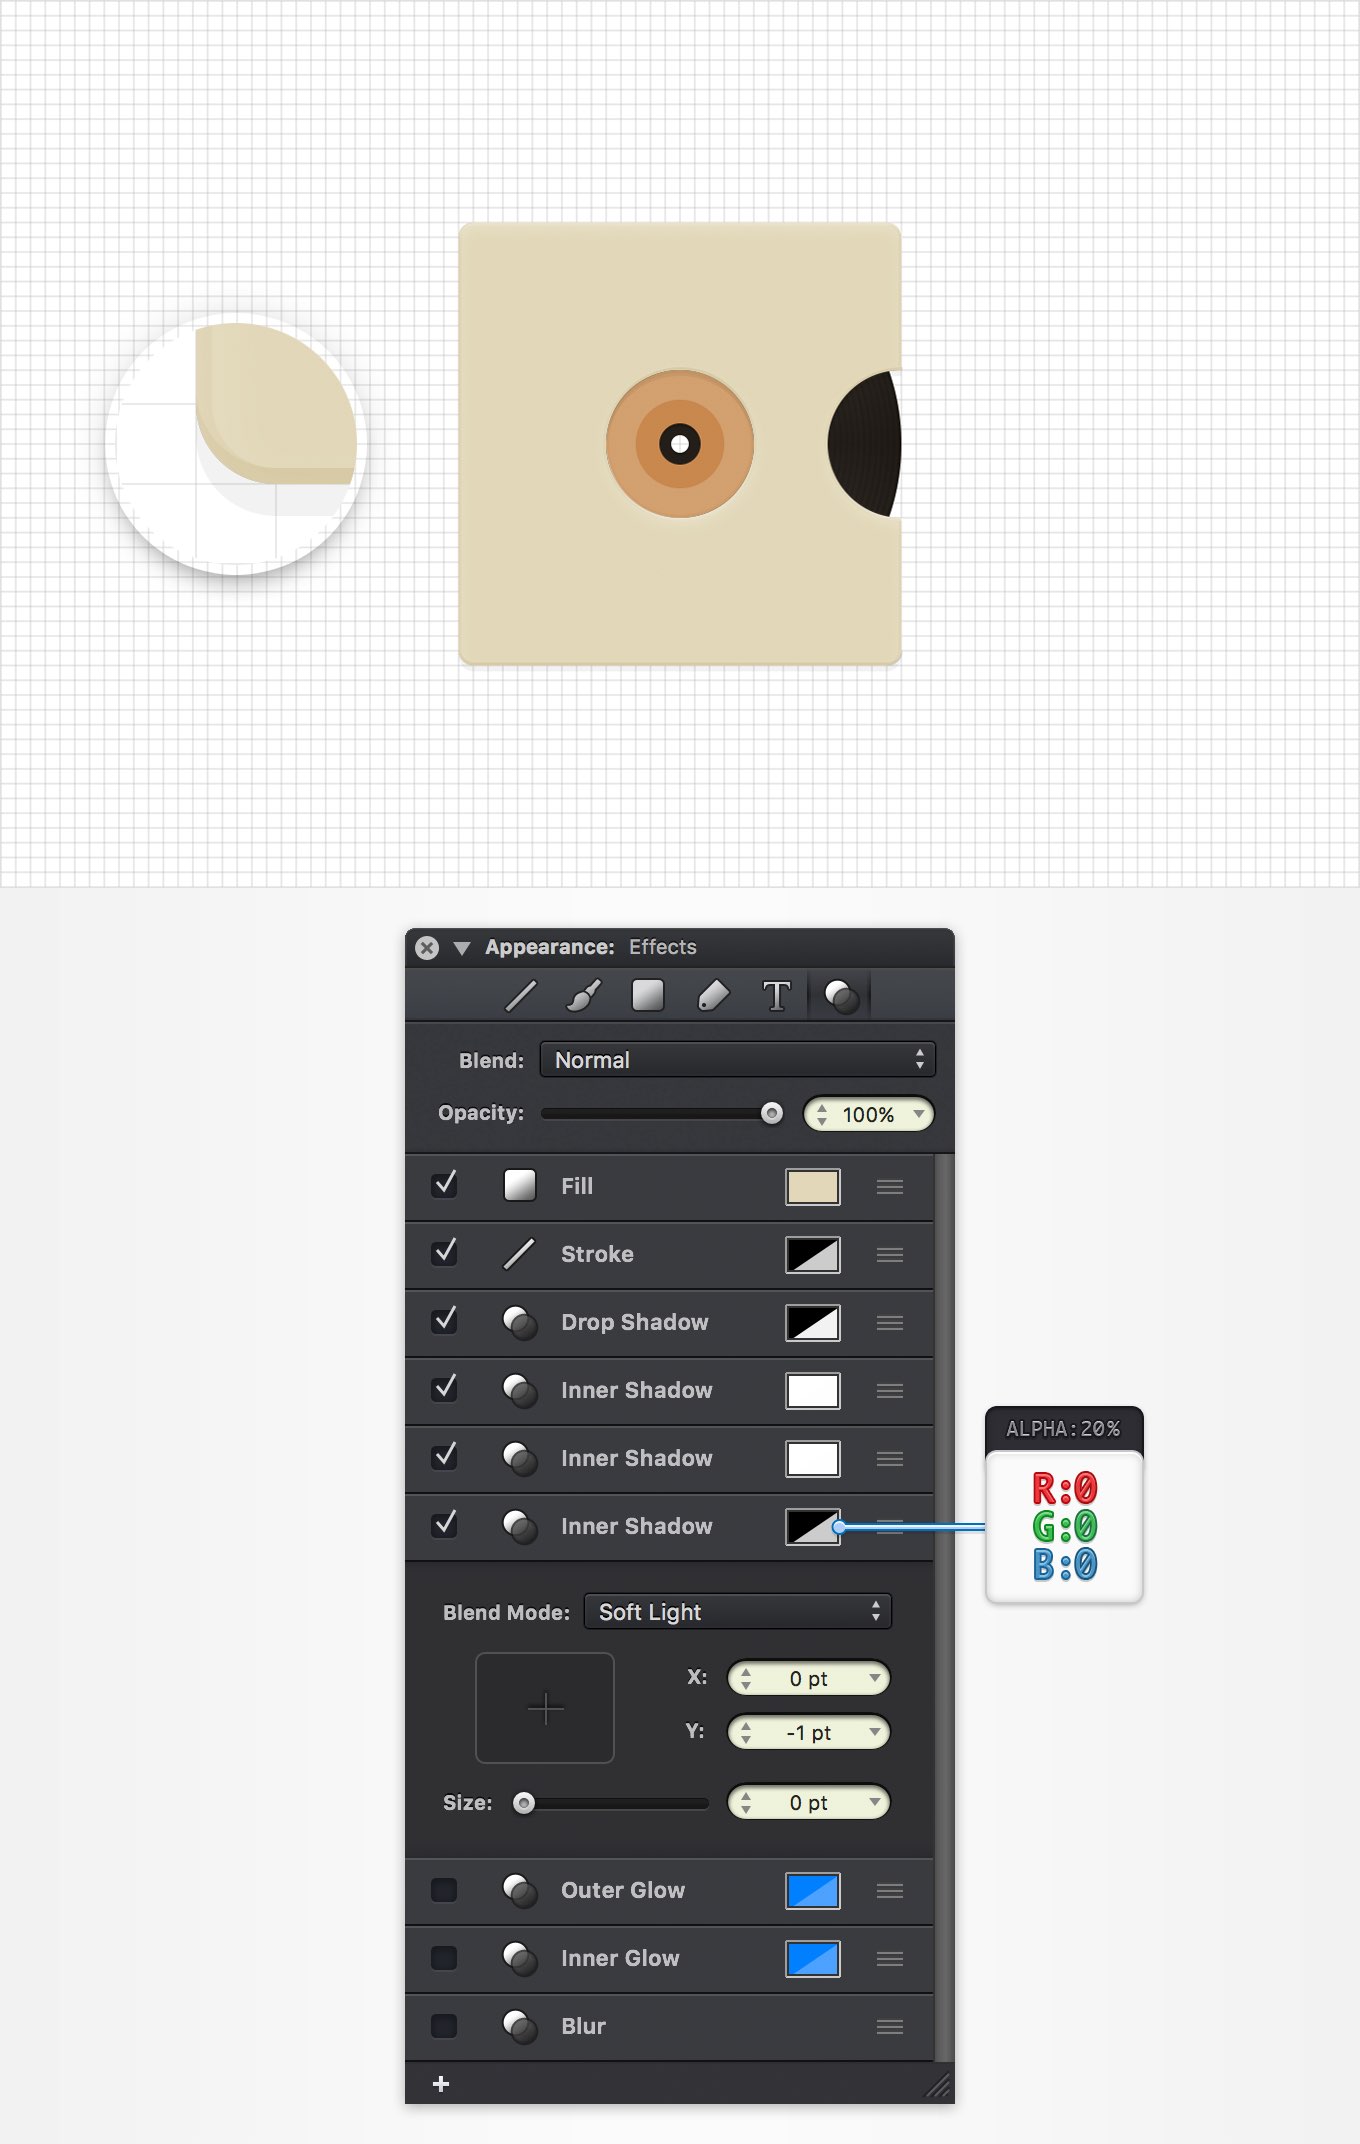 Appearance: Effects
T
Blend: Normal
Opacity: 100%
Fill
Stroke
Drop Shadow
Inner Shadow
Inner Shadow
Inner Shadow
ALPHA:20%
R:0
G:0
B:0
Blend Mode: Soft Light
X: 0 pt
Y: -1 pt
Size: 0 pt
Outer Glow
Inner Glow
Blur